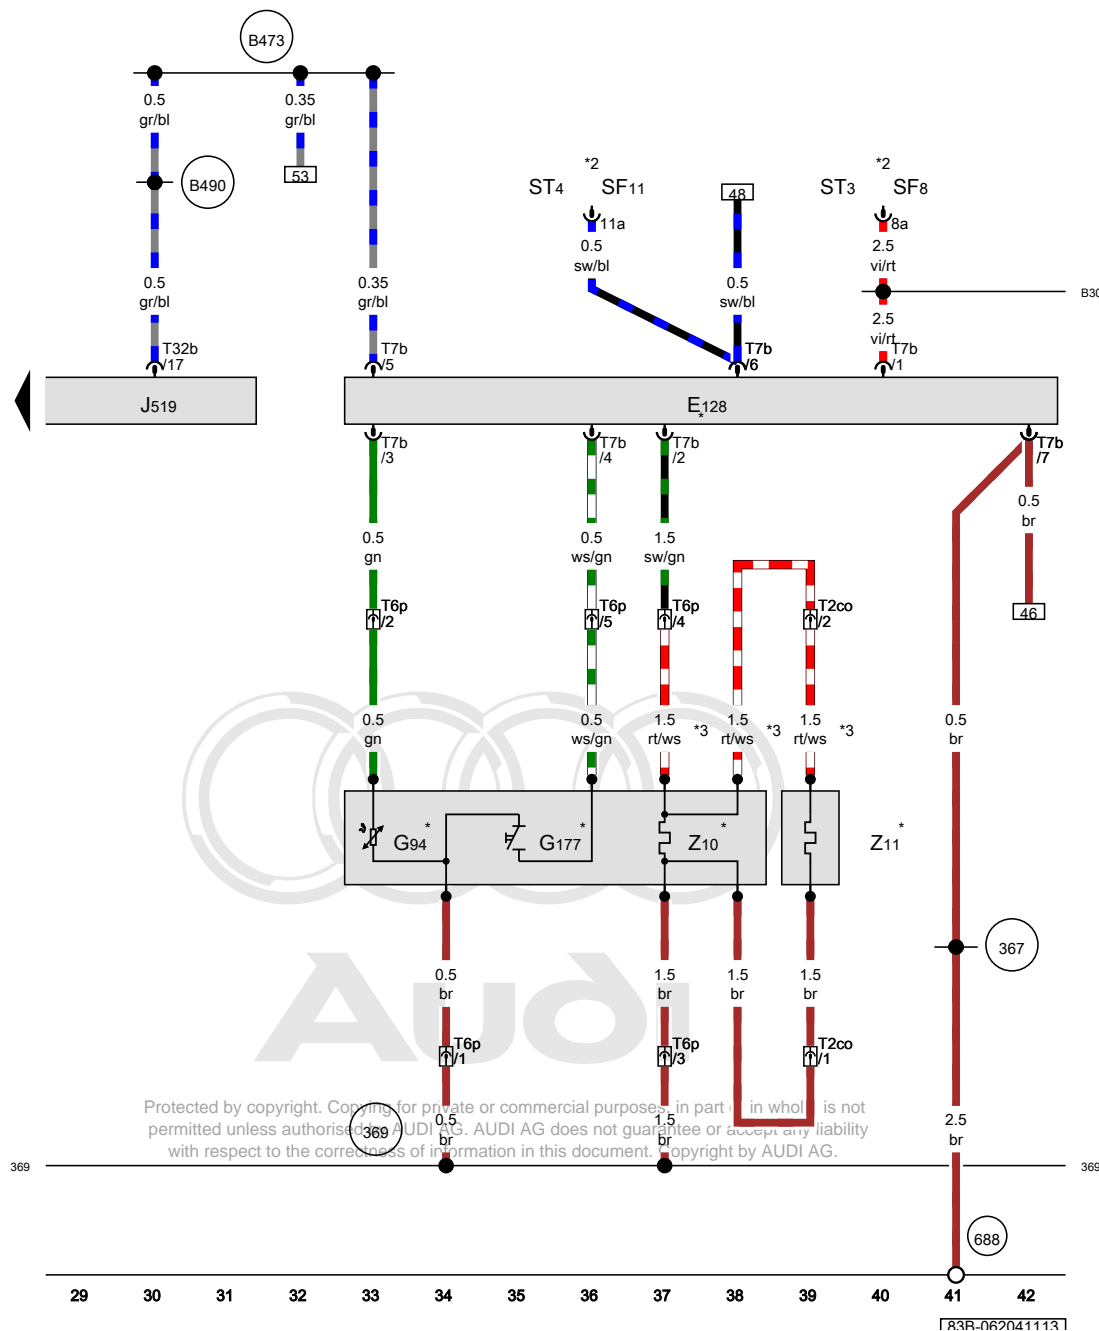 B473
0.5
gr/bl
0.35
gr/bl
B490
53
*2
ST4 SF11
11a
48
*2
ST3 SF8
8a
0.5
sw/bl
2.5
vi/rt
0.5
gr/bl
0.35
gr/bl
0.5
sw/bl
B30
2.5
vi/rt
T32b
/17
T7b
/5
T7b
/6
T7b
/1
J519
E128
*
T7b
/3
T7b
/4
T7b
/2
T7b
/7
0.5
br
0.5
gn
0.5
ws/gn
1.5
sw/gn
T6p
/2
T6p
/5
T6p
/4
T2co
/2
46
0.5
gn
0.5
ws/gn
1.5
rt/ws *3
1.5
rt/ws *3
1.5
rt/ws *3
0.5
br
G94 *
G177 *
Z10 *
Z11 *
367
0.5
br
1.5
br
1.5
br
1.5
br
Audi
T6p
/1
T6p
/3
T2co
/1
Protected by copyright. Copying for private or commercial purposes, in part or in whole, is not
permitted unless authorised by AUDI AG. AUDI AG does not guarantee or accept any liability
with respect to the correctness of information in this document. Copyright by AUDI AG.
369
0.5
br
1.5
br
2.5
br
369
369
688
29 30 31 32 33 34 35 36 37 38 39 40 41 42
83B-062041113